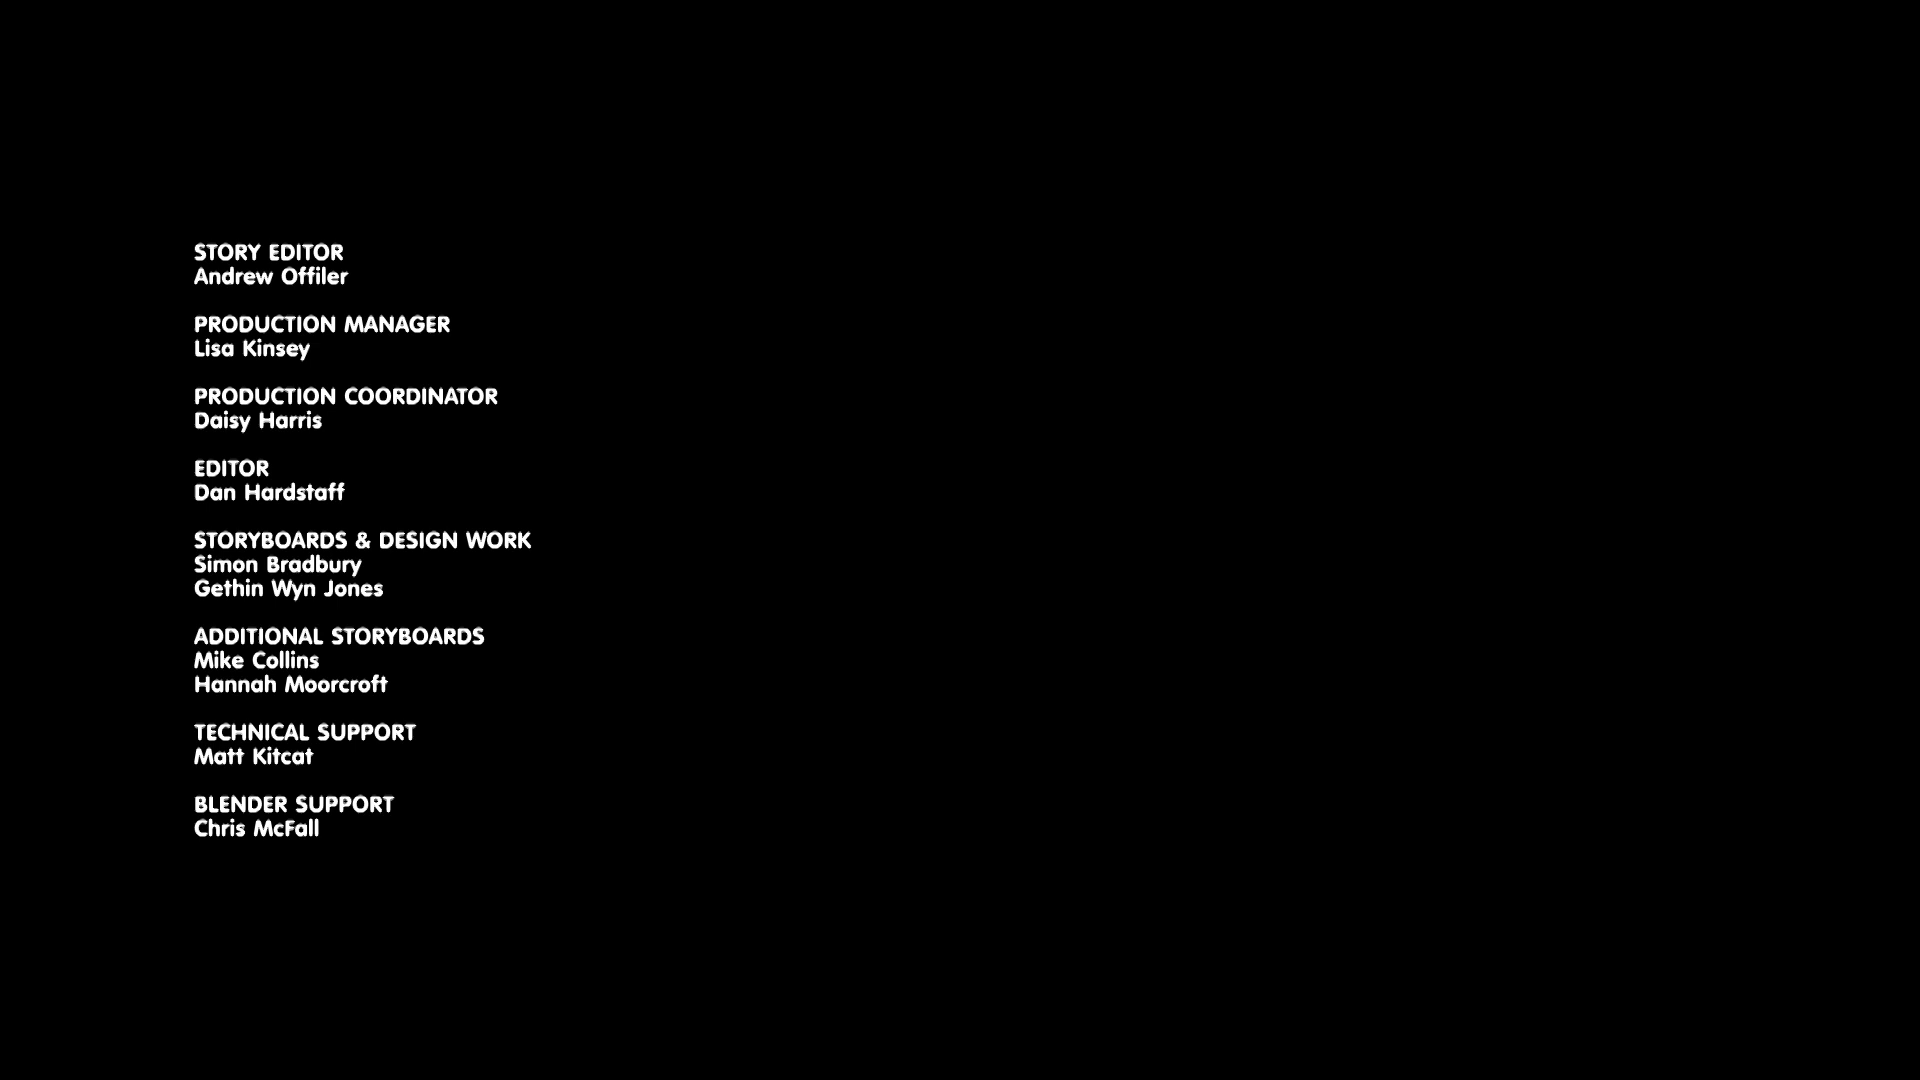 STORY EDITOR
Andrew Offiler
PRODUCTION MANAGER
Lisa Kinsey
PRODUCTION COORDINATOR
Daisy Harris
EDITOR
Dan Hardstaff
STORYBOARDS & DESIGN WORK
Simon Bradbury
Gethin Wyn Jones
ADDITIONAL STORYBOARDS
Mike Collins
Hannah Moorcroft
TECHNICAL SUPPORT
Matt Kitcat
BLENDER SUPPORT
Chris McFall